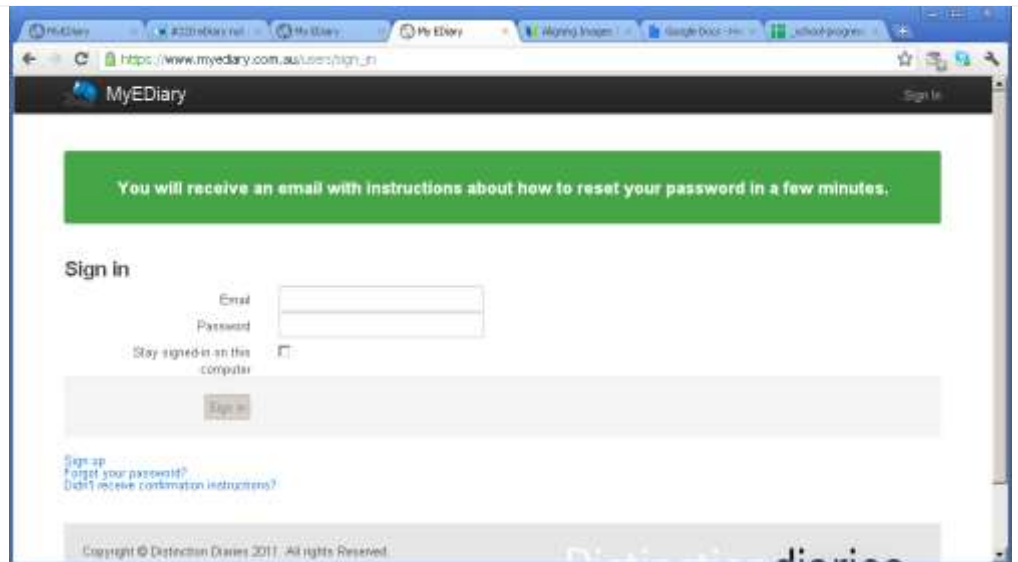 My EDiary
https://www.myediary.com.au/users/sign_in
MyEDiary
Sign In
You will receive an email with instructions about how to reset your password in a few minutes.
Sign in
Email
Password
Stay signed-in on this
computer
Sign in
Sign up
Forgot your password?
Didn't receive confirmation instructions?
Copyright © Distinction Diaries 2011. All rights Reserved.
Distinction diaries